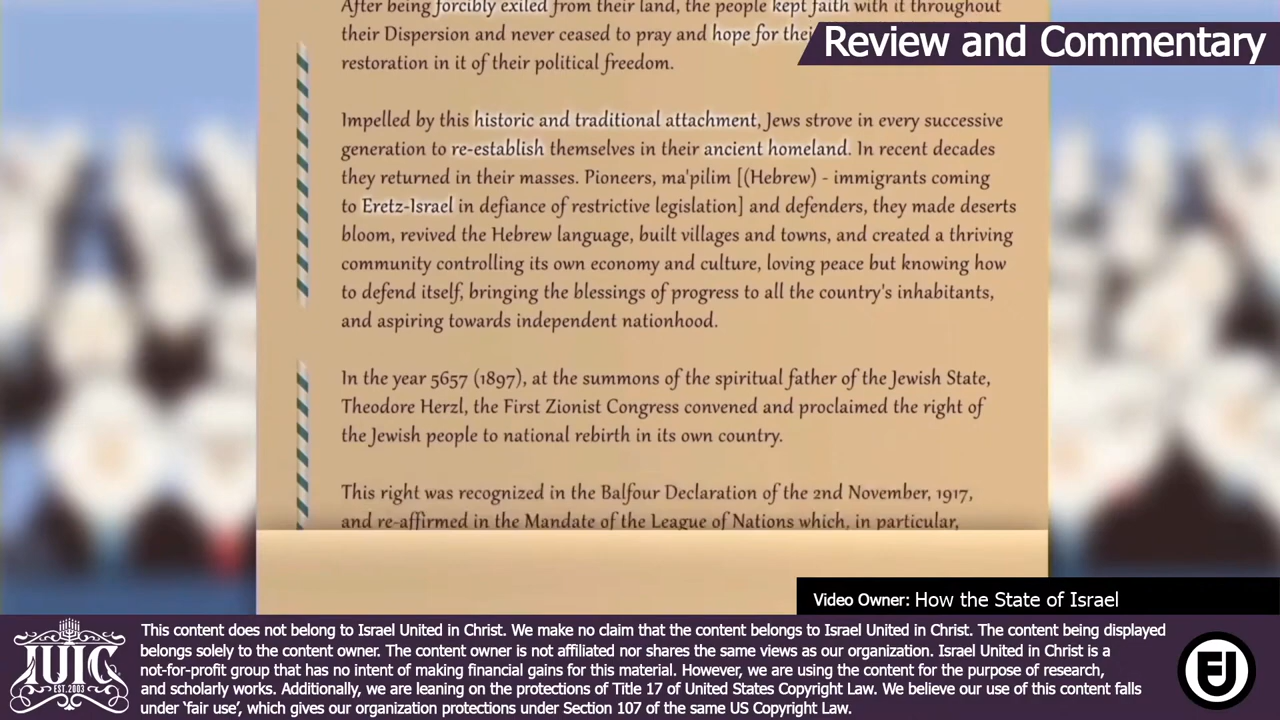 After being forcibly exiled from their land, the people kept faith with it throughout
their Dispersion and never ceased to pray and hope for
restoration in it of their political freedom.
Review and Commentary
Impelled by this historic and traditional attachment, Jews strove in every successive
generation to re-establish themselves in their ancient homeland. In recent decades
they returned in their masses. Pioneers, ma'pilim [(Hebrew) - immigrants coming
to Eretz-Israel in defiance of restrictive legislation] and defenders, they made deserts
bloom, revived the Hebrew language, built villages and towns, and created a thriving
community controlling its own economy and culture, loving peace but knowing how
to defend itself, bringing the blessings of progress to all the country's inhabitants,
and aspiring towards independent nationhood.
In the year 5657 (1897), at the summons of the spiritual father of the Jewish State,
Theodore Herzl, the First Zionist Congress convened and proclaimed the right of
the Jewish people to national rebirth in its own country.
This right was recognized in the Balfour Declaration of the 2nd November, 1917,
and re-affirmed in the Mandate of the League of Nations which, in particular,
Video Owner: How the State of Israel
IUIC
EST.2003
This content does not belong to Israel United in Christ. We make no claim that the content belongs to Israel United in Christ. The content being displayed
belongs solely to the content owner. The content owner is not affiliated nor shares the same views as our organization. Israel United in Christ is a
not-for-profit group that has no intent of making financial gains for this material. However, we are using the content for the purpose of research,
and scholarly works. Additionally, we are leaning on the protections of Title 17 of United States Copyright Law. We believe our use of this content falls
under ‘fair use’, which gives our organization protections under Section 107 of the same US Copyright Law.